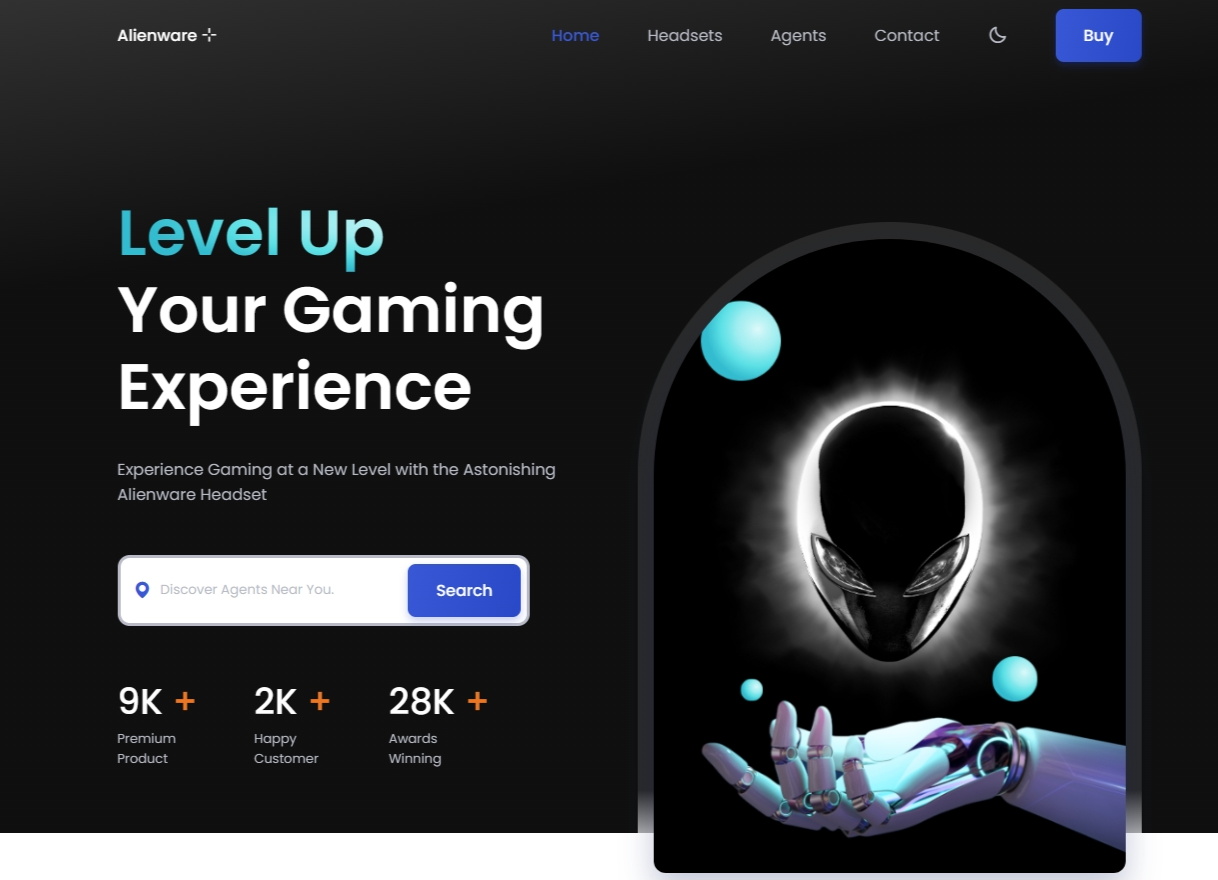 Alienware
Home
Headsets
Agents
Contact
Buy
Level Up
Your Gaming
Experience
Experience Gaming at a New Level with the Astonishing
Alienware Headset
Discover Agents Near You.
Search
9K +
2K +
28K +
Premium
Product
Happy
Customer
Awards
Winning